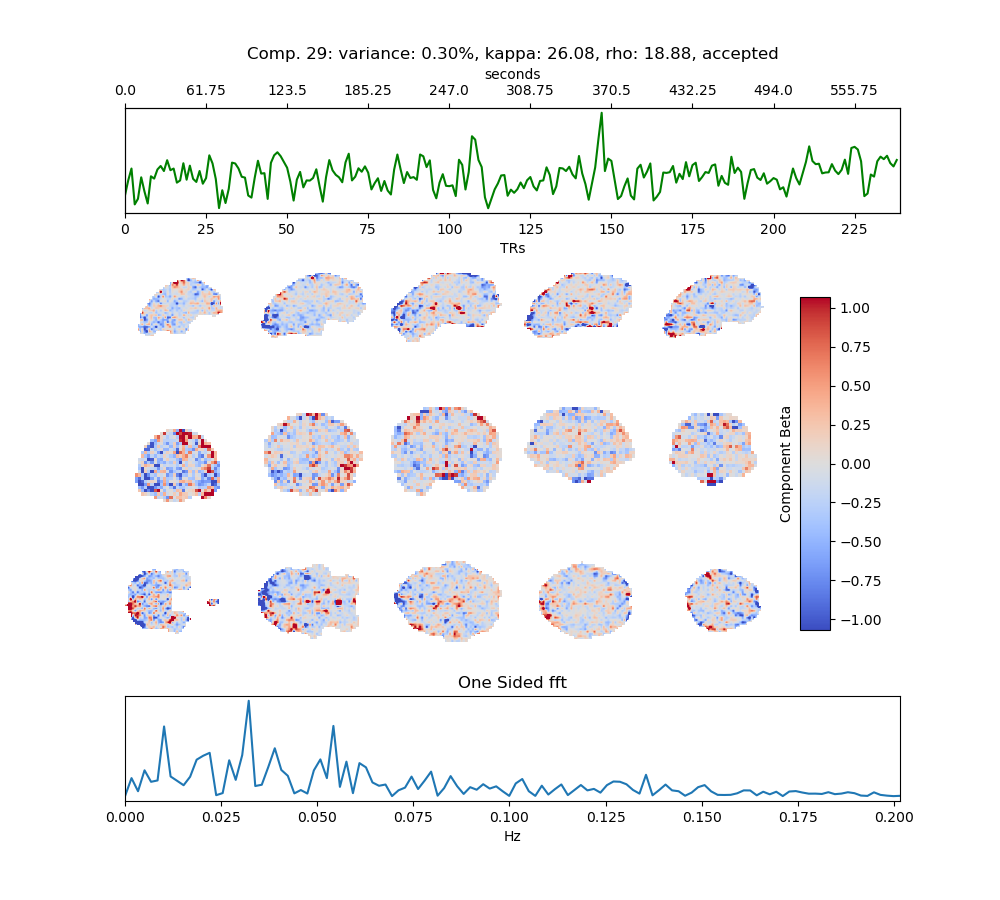 Comp. 29: variance: 0.30%, kappa: 26.08, rho: 18.88, accepted
seconds
0.0 61.75 123.5 185.25 247.0 308.75 370.5 432.25 494.0 555.75
0 25 50 75 100 125 150 175 200 225
TRs
1.00
0.75
0.50
0.25
0.00
−0.25
−0.50
−0.75
−1.00
Component Beta
One Sided fft
0.000 0.025 0.050 0.075 0.100 0.125 0.150 0.175 0.200
Hz